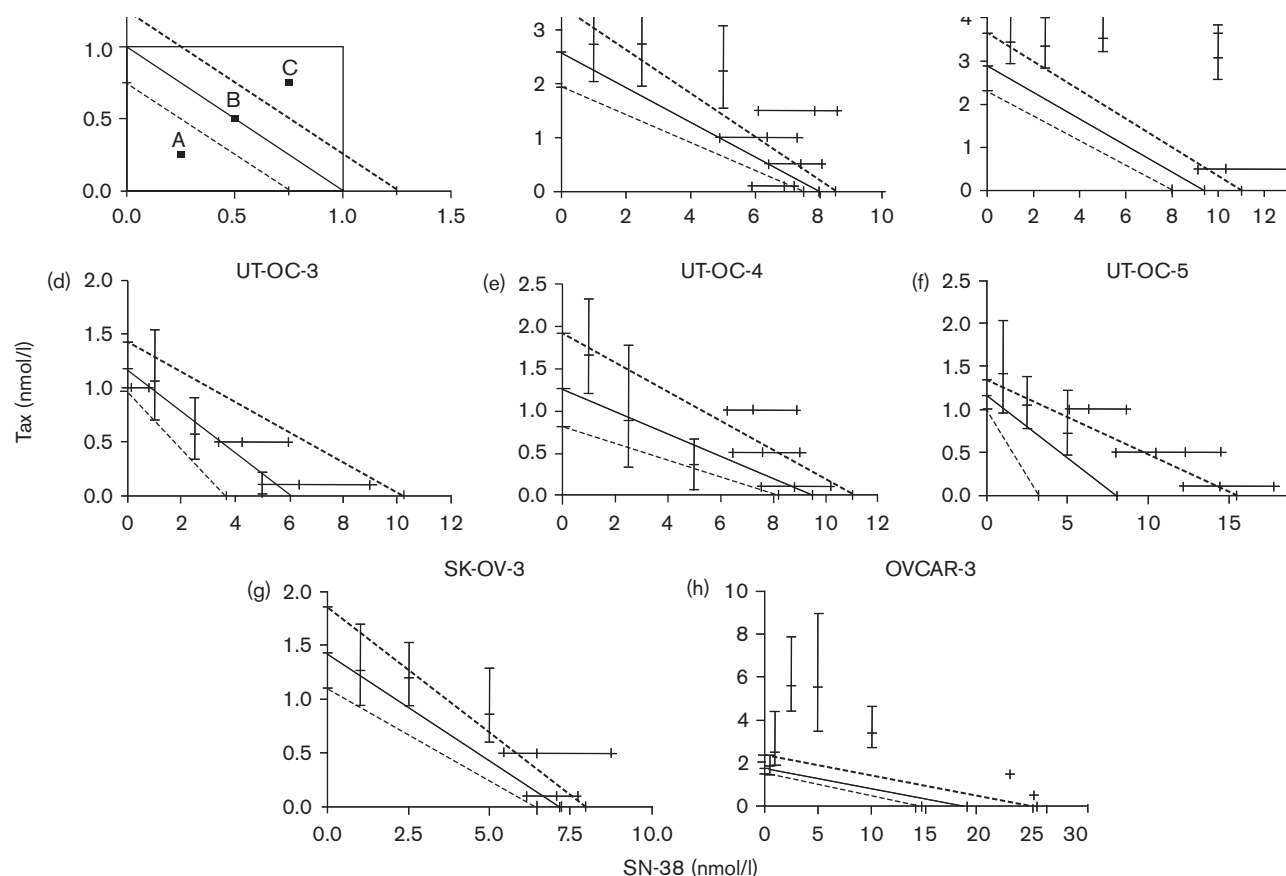 1.0
0.5
0.0
C
B
A
0.0 0.5 1.0 1.5
3
2
1
0
0 2 4 6 8 10
4
3
2
1
0
0 2 4 6 8 10 12
Tax (nmol/l)
(d) UT-OC-3
2.0
1.5
1.0
0.5
0.0
0 2 4 6 8 10 12
(e) UT-OC-4
2.5
2.0
1.5
1.0
0.5
0.0
0 2 4 6 8 10 12
(f) UT-OC-5
2.5
2.0
1.5
1.0
0.5
0.0
0 5 10 15
(g) SK-OV-3
2.0
1.5
1.0
0.5
0.0
0.0 2.5 5.0 7.5 10.0
(h) OVCAR-3
10
8
6
4
2
0
0 5 10 15 20 25 30
SN-38 (nmol/l)